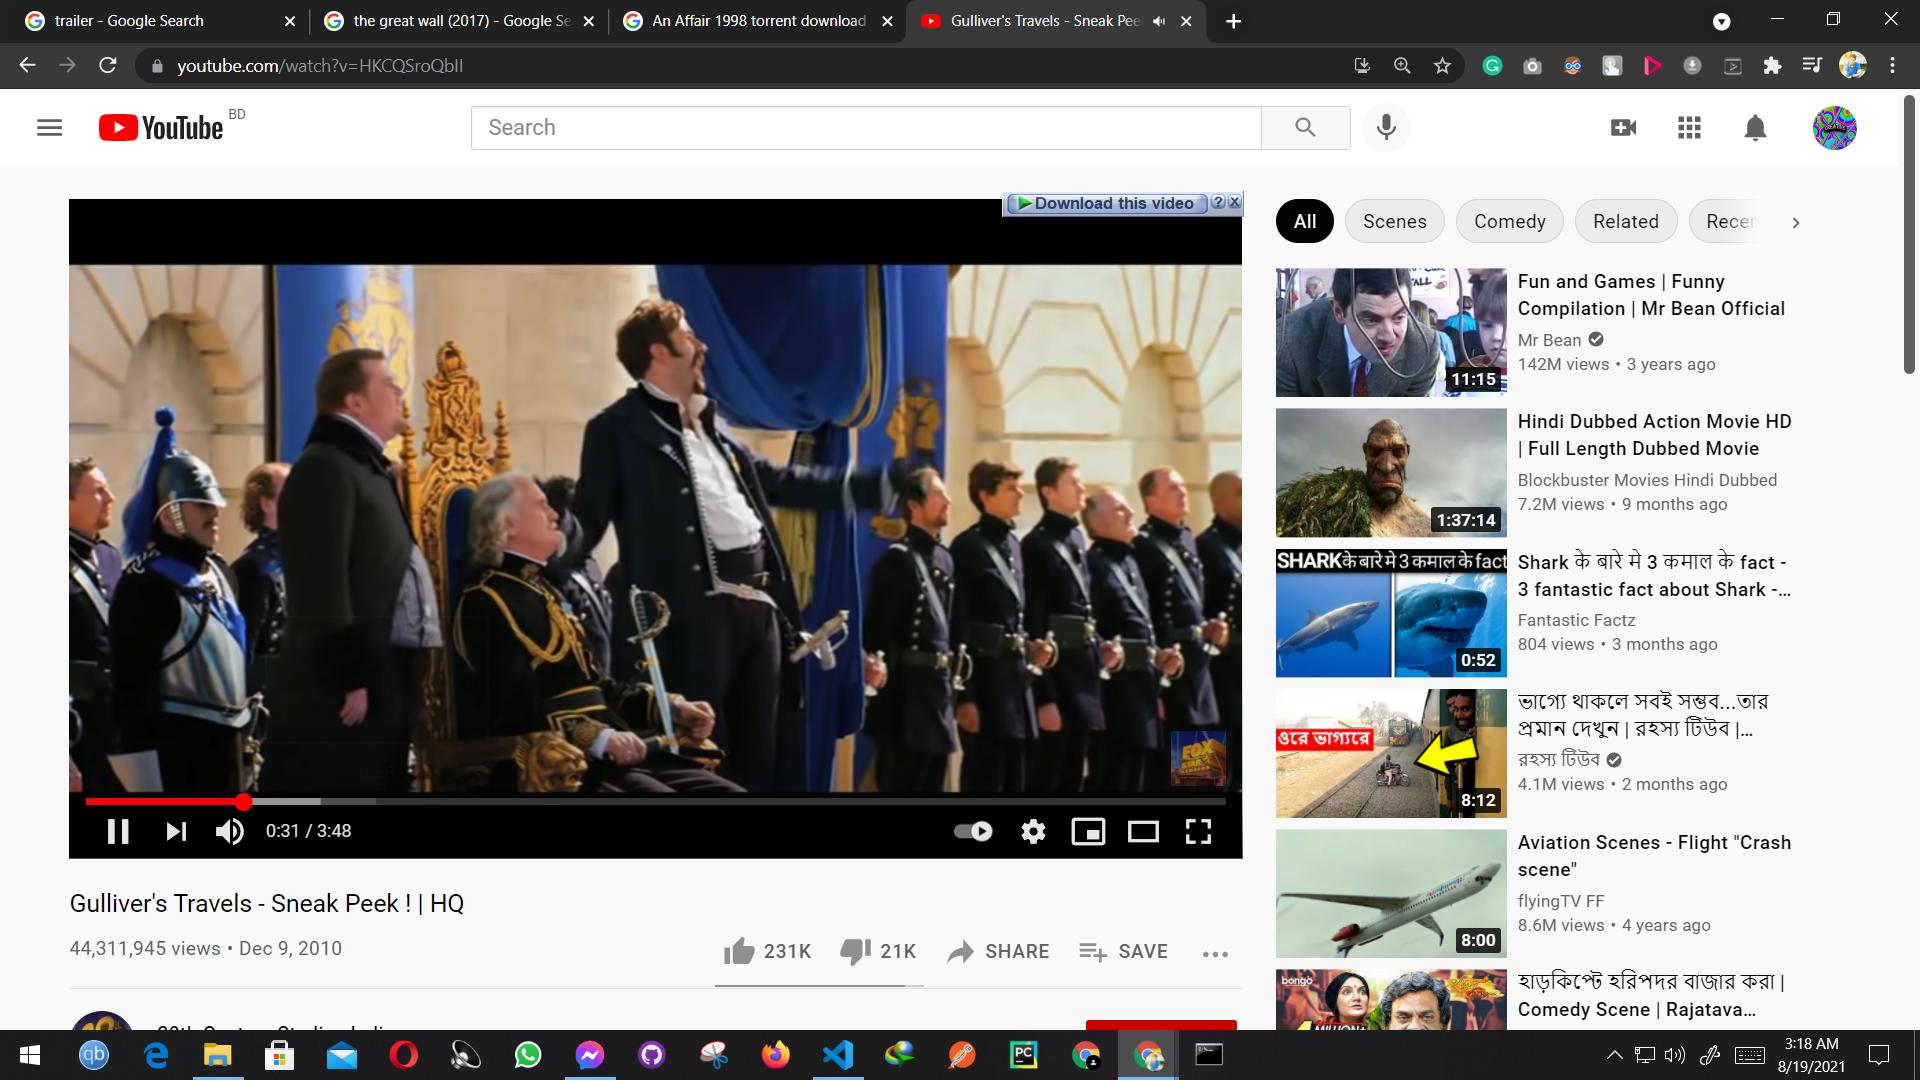 trailer - Google Search
the great wall (2017) - Google Se
An Affair 1998 torrent download
Gulliver's Travels - Sneak Pee
youtube.com/watch?v=HKCQSroQbII
YouTube BD
Search
Download this video ? x
All
Scenes
Comedy
Related
Recen
Fun and Games | Funny
Compilation | Mr Bean Official
Mr Bean
142M views • 3 years ago
11:15
Hindi Dubbed Action Movie HD
| Full Length Dubbed Movie
Blockbuster Movies Hindi Dubbed
7.2M views • 9 months ago
1:37:14
SHARK के बारे मे 3 कमाल के fact
Shark के बारे मे 3 कमाल के fact -
3 fantastic fact about Shark -...
Fantastic Factz
804 views • 3 months ago
0:52
ওরে ভাগ্যরে
ভাগ্যে থাকলে সবই সম্ভব...তার
প্রমান দেখুন | রহস্য টিউব |...
রহস্য টিউব
4.1M views • 2 months ago
8:12
Aviation Scenes - Flight "Crash
scene"
flyingTV FF
8.6M views • 4 years ago
8:00
bongo
হাড়কিপ্টে হরিপদর বাজার করা |
Comedy Scene | Rajatava...
FOX
STAR
0:31 / 3:48
Gulliver's Travels - Sneak Peek ! | HQ
44,311,945 views • Dec 9, 2010
231K
21K
SHARE
SAVE
qb
PC
3:18 AM
8/19/2021